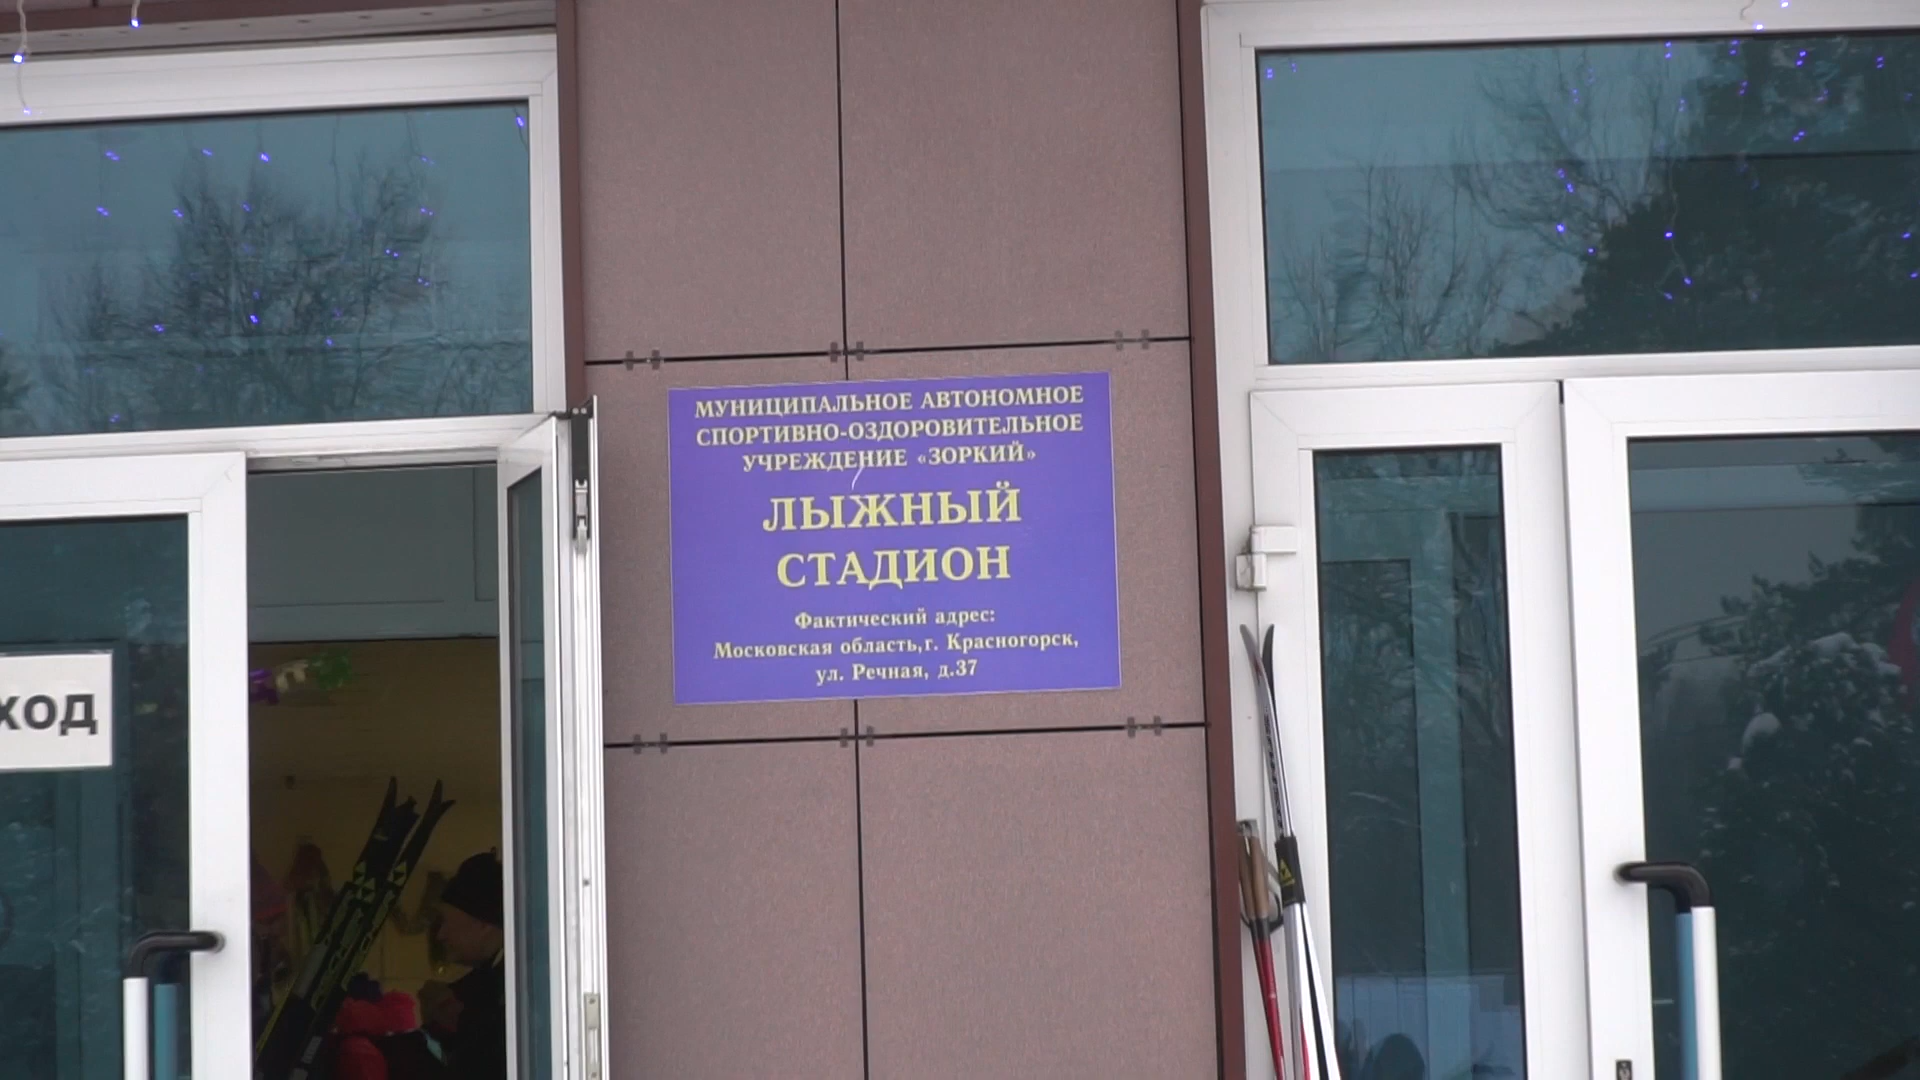 МУНИЦИПАЛЬНОЕ АВТОНОМНОЕ
СПОРТИВНО-ОЗДОРОВИТЕЛЬНОЕ
УЧРЕЖДЕНИЕ «ЗОРКИЙ»
ЛЫЖНЫЙ
СТАДИОН
Фактический адрес:
Московская область,г. Красногорск,
ул. Речная, д.37
ХОД